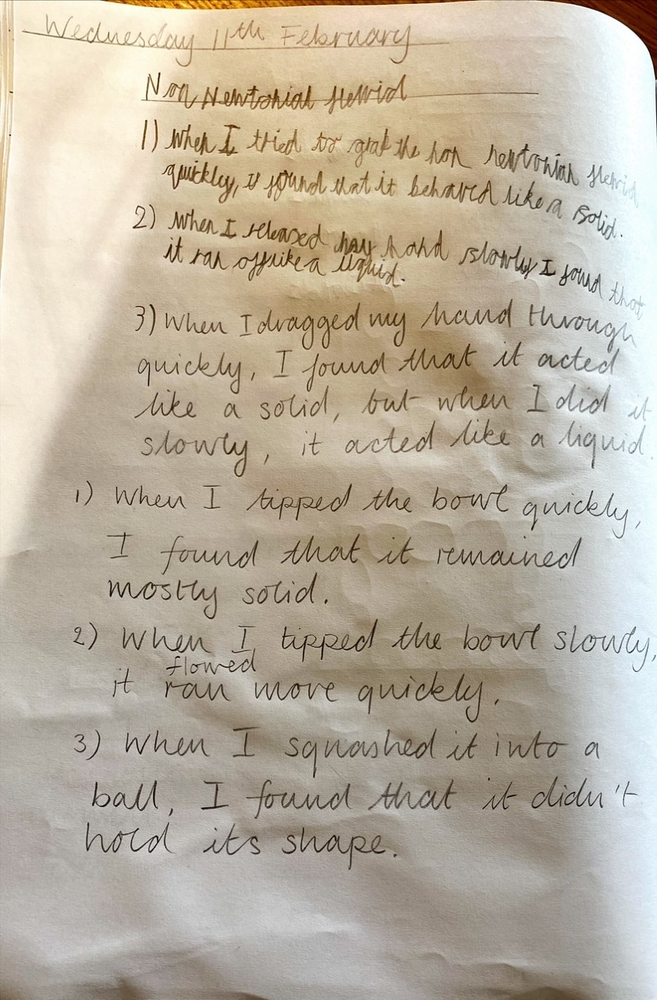 Wednesday 11th February
Non Newtonial flewid
1) when I tried to grab the non newtonian flewid
quickly, I found that it behaved like a solid.
2) when I released my hand slowly I found that
it ran off like a liquid.
3) When I dragged my hand through
quickly, I found that it acted
like a solid, but when I did it
slowly, it acted like a liquid.
1) When I tipped the bowl quickly,
I found that it remained
mostly solid.
2) When I tipped the bowl slowly,
flowed
it ran more quickly.
3) When I squashed it into a
ball, I found that it didn't
hold its shape.